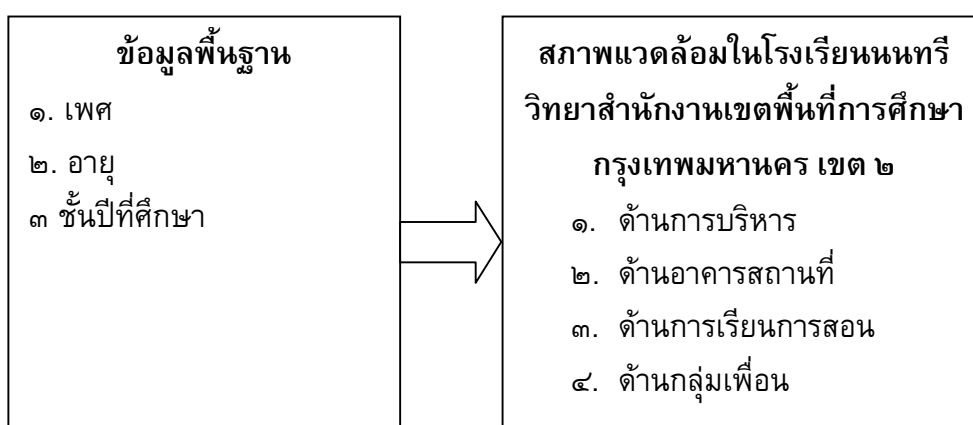 ข้อมูลพื้นฐาน
๑. เพศ
๒. อายุ
๓ ชั้นปีที่ศึกษา
สภาพแวดล้อมในโรงเรียนนนทรี
วิทยาสำนักงานเขตพื้นที่การศึกษา
กรุงเทพมหานคร เขต ๒
๑. ด้านการบริหาร
๒. ด้านอาคารสถานที่
๓. ด้านการเรียนการสอน
๔. ด้านกลุ่มเพื่อน